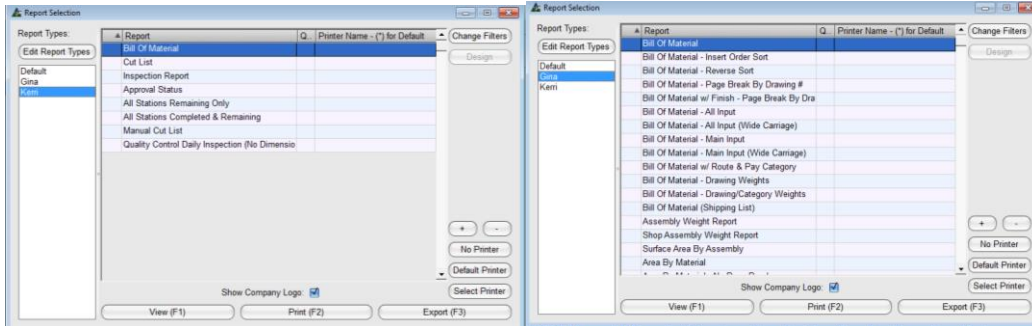 Report Selection
Report Types:
Edit Report Types
Default
Gina
Kerri
Report Q.. Printer Name - (*) for Default
Bill Of Material
Cut List
Inspection Report
Approval Status
All Stations Remaining Only
All Stations Completed & Remaining
Manual Cut List
Quality Control Daily Inspection (No Dimensio
Change Filters
Design
+ -
No Printer
Default Printer
Select Printer
Show Company Logo:
View (F1) Print (F2) Export (F3)
Report Selection
Report Types:
Edit Report Types
Default
Gina
Kerri
Report Q.. Printer Name - (*) for Default
Bill Of Material
Bill Of Material - Insert Order Sort
Bill Of Material - Reverse Sort
Bill Of Material - Page Break By Drawing #
Bill Of Material w/ Finish - Page Break By Dra
Bill Of Material - All Input
Bill Of Material - All Input (Wide Carriage)
Bill Of Material - Main Input
Bill Of Material - Main Input (Wide Carriage)
Bill Of Material w/ Route & Pay Category
Bill Of Material - Drawing Weights
Bill Of Material - Drawing/Category Weights
Bill Of Material (Shipping List)
Assembly Weight Report
Shop Assembly Weight Report
Surface Area By Assembly
Area By Material
Change Filters
Design
+ -
No Printer
Default Printer
Select Printer
Show Company Logo:
View (F1) Print (F2) Export (F3)